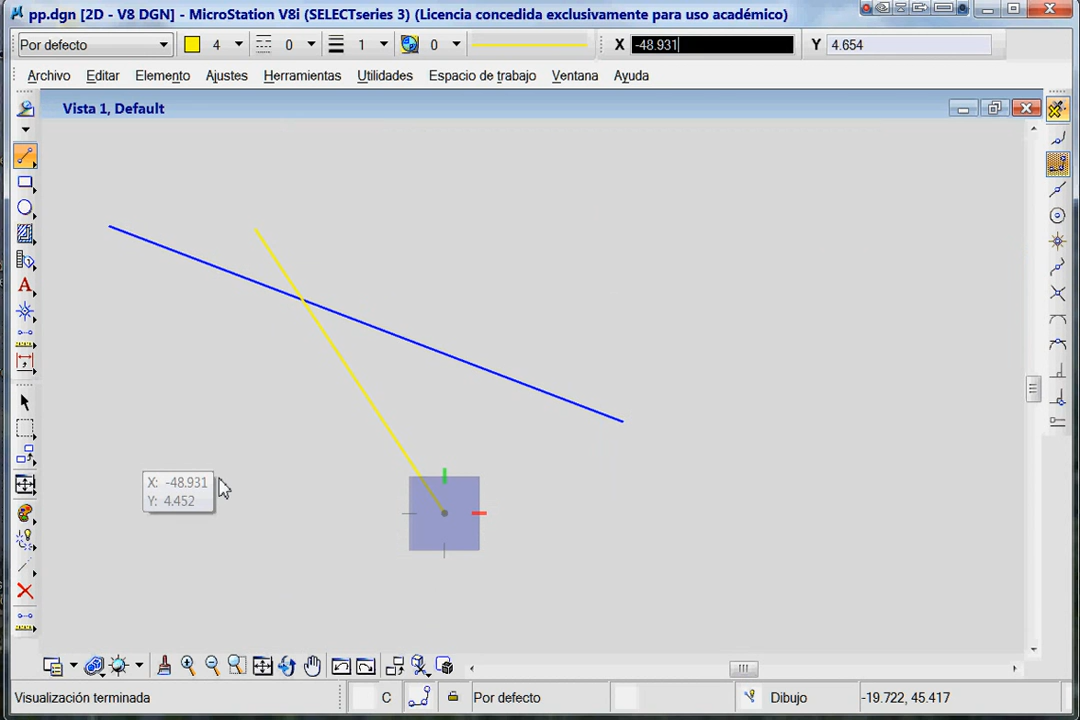 pp.dgn [2D - V8 DGN] - MicroStation V8i (SELECTseries 3) (Licencia concedida exclusivamente para uso académico)
Por defecto 4 0 1 0 X -48.931 Y 4.654
Archivo Editar Elemento Ajustes Herramientas Utilidades Espacio de trabajo Ventana Ayuda
Vista 1, Default
X: -48.931
Y: 4.452
Visualización terminada C Por defecto Dibujo -19.722, 45.417